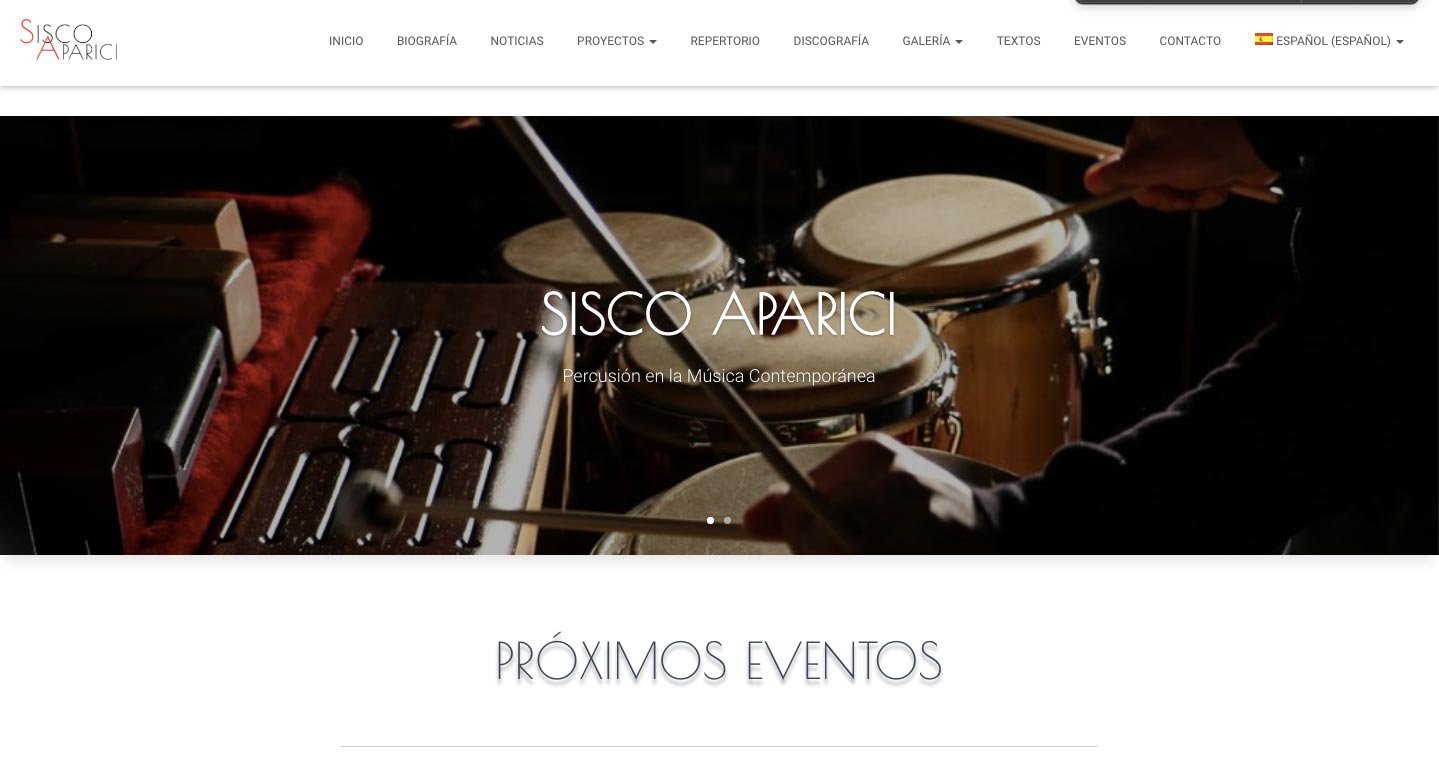 SISCO
APARICI
INICIO BIOGRAFÍA NOTICIAS PROYECTOS REPERTORIO DISCOGRAFÍA GALERÍA TEXTOS EVENTOS CONTACTO ESPAÑOL (ESPAÑOL)
SISCO APARICI
Percusión en la Música Contemporánea
PRÓXIMOS EVENTOS